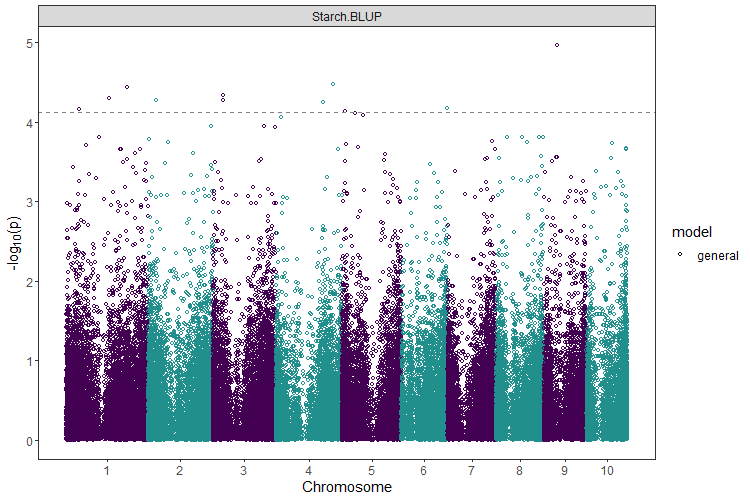 Starch.BLUP
5
4
3
2
1
0
-log₁₀(p)
1 2 3 4 5 6 7 8 9 10
Chromosome
model
general